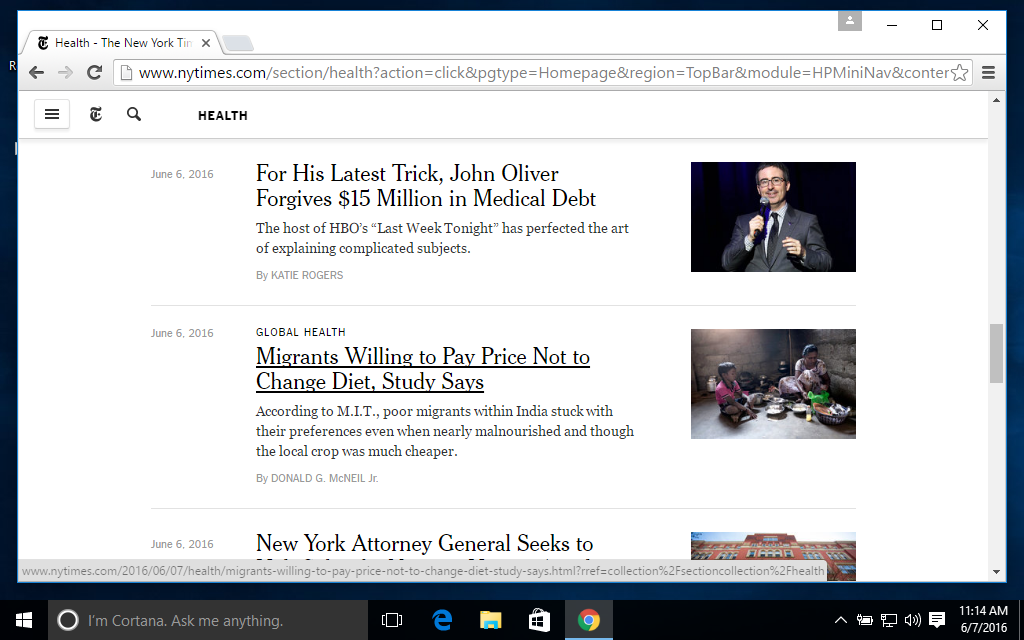 Health - The New York Tin
www.nytimes.com/section/health?action=click&pgtype=Homepage&region=TopBar&module=HPMiniNav&conter
HEALTH
June 6, 2016
For His Latest Trick, John Oliver
Forgives $15 Million in Medical Debt
The host of HBO’s “Last Week Tonight” has perfected the art
of explaining complicated subjects.
By KATIE ROGERS
June 6, 2016
GLOBAL HEALTH
Migrants Willing to Pay Price Not to
Change Diet, Study Says
According to M.I.T., poor migrants within India stuck with
their preferences even when nearly malnourished and though
the local crop was much cheaper.
By DONALD G. McNEIL Jr.
June 6, 2016
New York Attorney General Seeks to
www.nytimes.com/2016/06/07/health/migrants-willing-to-pay-price-not-to-change-diet-study-says.html?rref=collection%2Fsectioncollection%2Fhealth
I'm Cortana. Ask me anything.
11:14 AM
6/7/2016